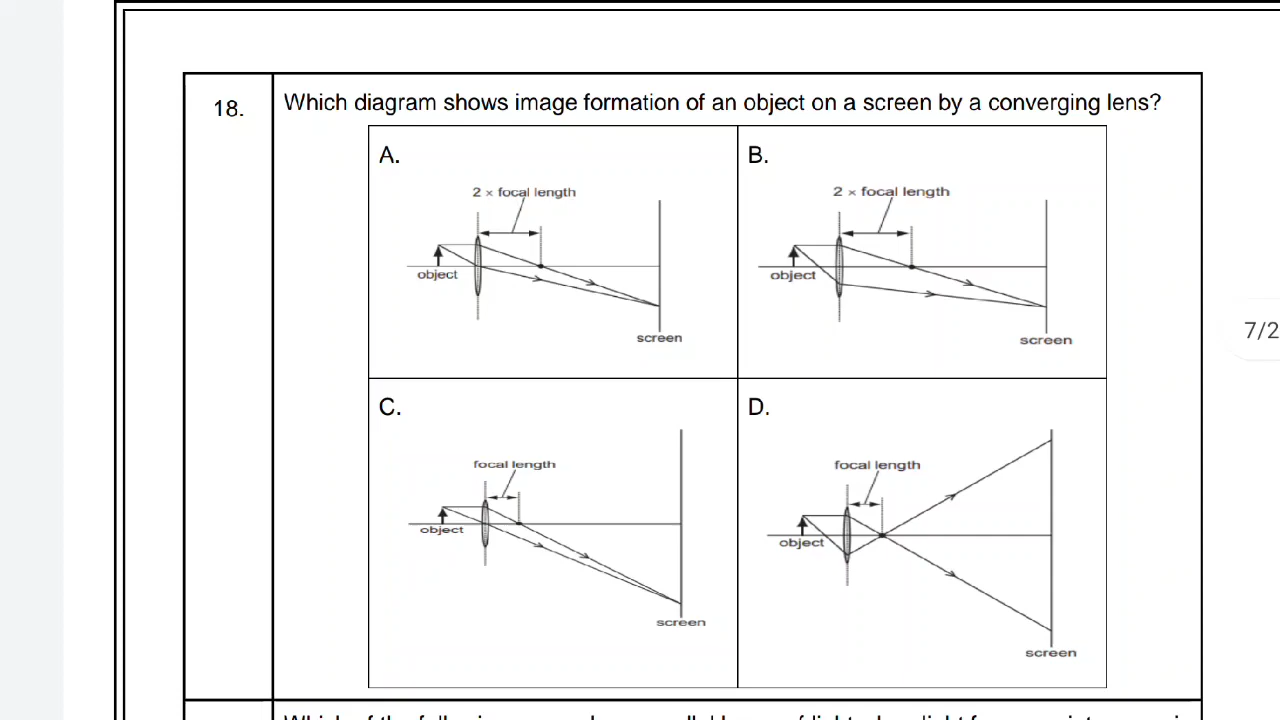 18.
Which diagram shows image formation of an object on a screen by a converging lens?
A.
2 × focal length
object
screen
B.
2 × focal length
object
screen
C.
focal length
object
screen
D.
focal length
object
screen
7/2